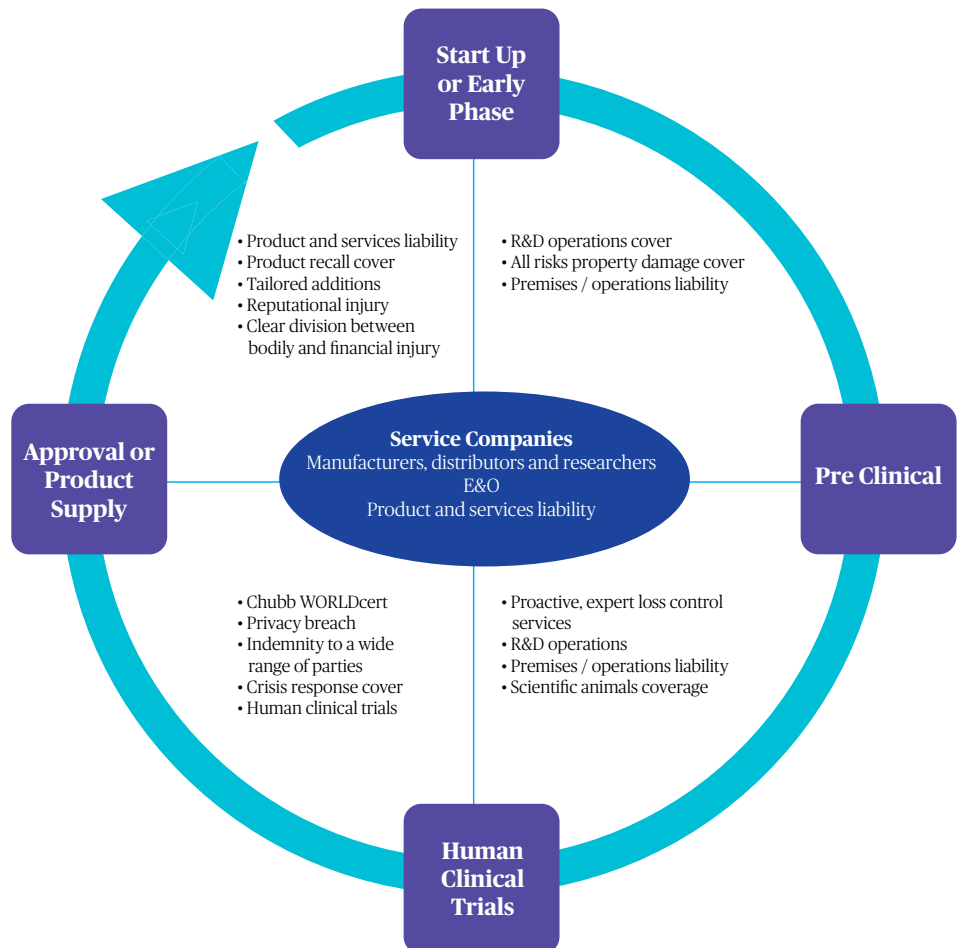 Start Up
or Early
Phase
• Product and services liability
• Product recall cover
• Tailored additions
• Reputational injury
• Clear division between
bodily and financial injury
• R&D operations cover
• All risks property damage cover
• Premises / operations liability
Approval or
Product
Supply
Service Companies
Manufacturers, distributors and researchers
E&O
Product and services liability
Pre Clinical
• Chubb WORLDcert
• Privacy breach
• Indemnity to a wide
range of parties
• Crisis response cover
• Human clinical trials
• Proactive, expert loss control
services
• R&D operations
• Premises / operations liability
• Scientific animals coverage
Human
Clinical
Trials